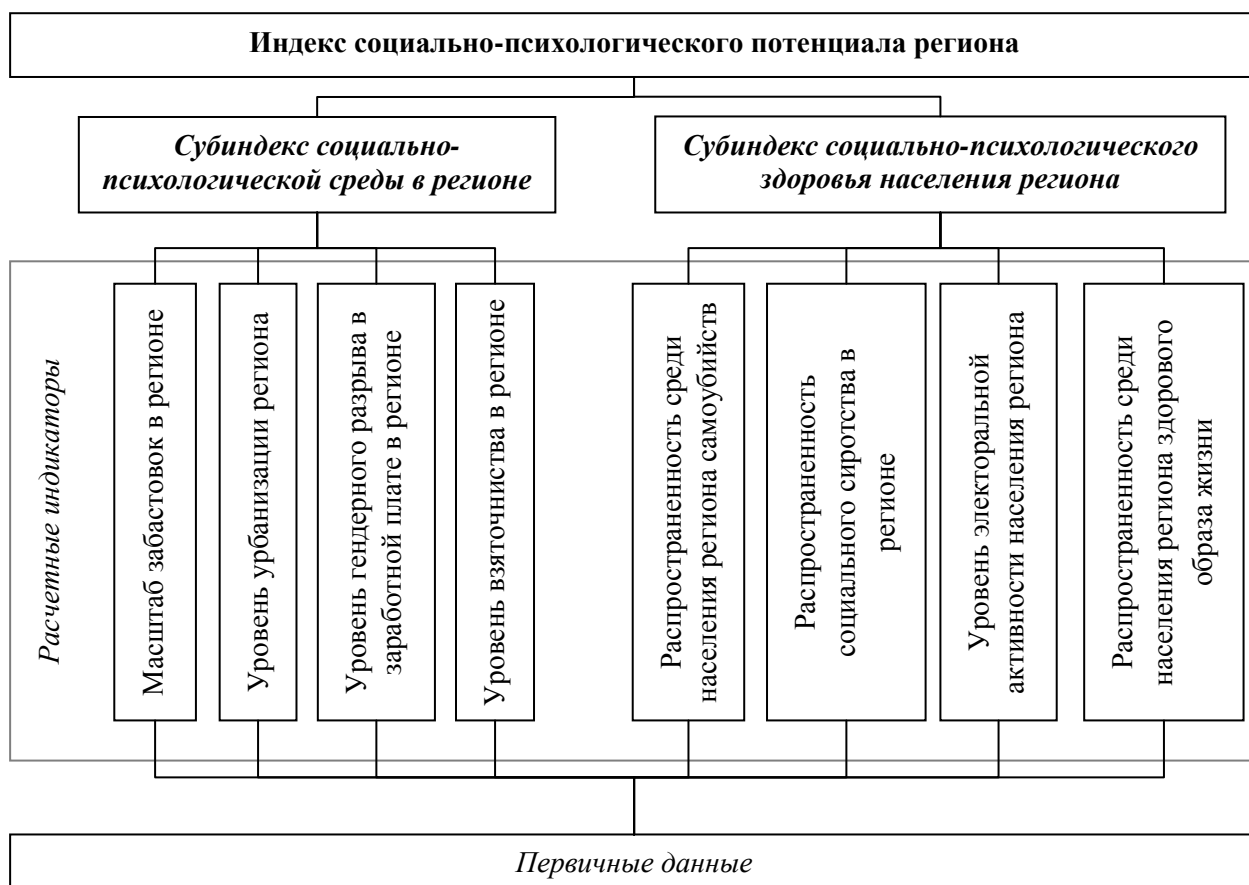 Индекс социально-психологического потенциала региона
Субиндекс социально-
психологической среды в регионе
Субиндекс социально-психологического
здоровья населения региона
Расчетные индикаторы
Масштаб забастовок в регионе
Уровень урбанизации региона
Уровень гендерного разрыва в
заработной плате в регионе
Уровень взяточниства в регионе
Распространенность среди
населения региона самоубийств
Распространенность
социального сиротства в
регионе
Уровень электоральной
активности населения региона
Распространенность среди
населения региона здорового
образа жизни
Первичные данные